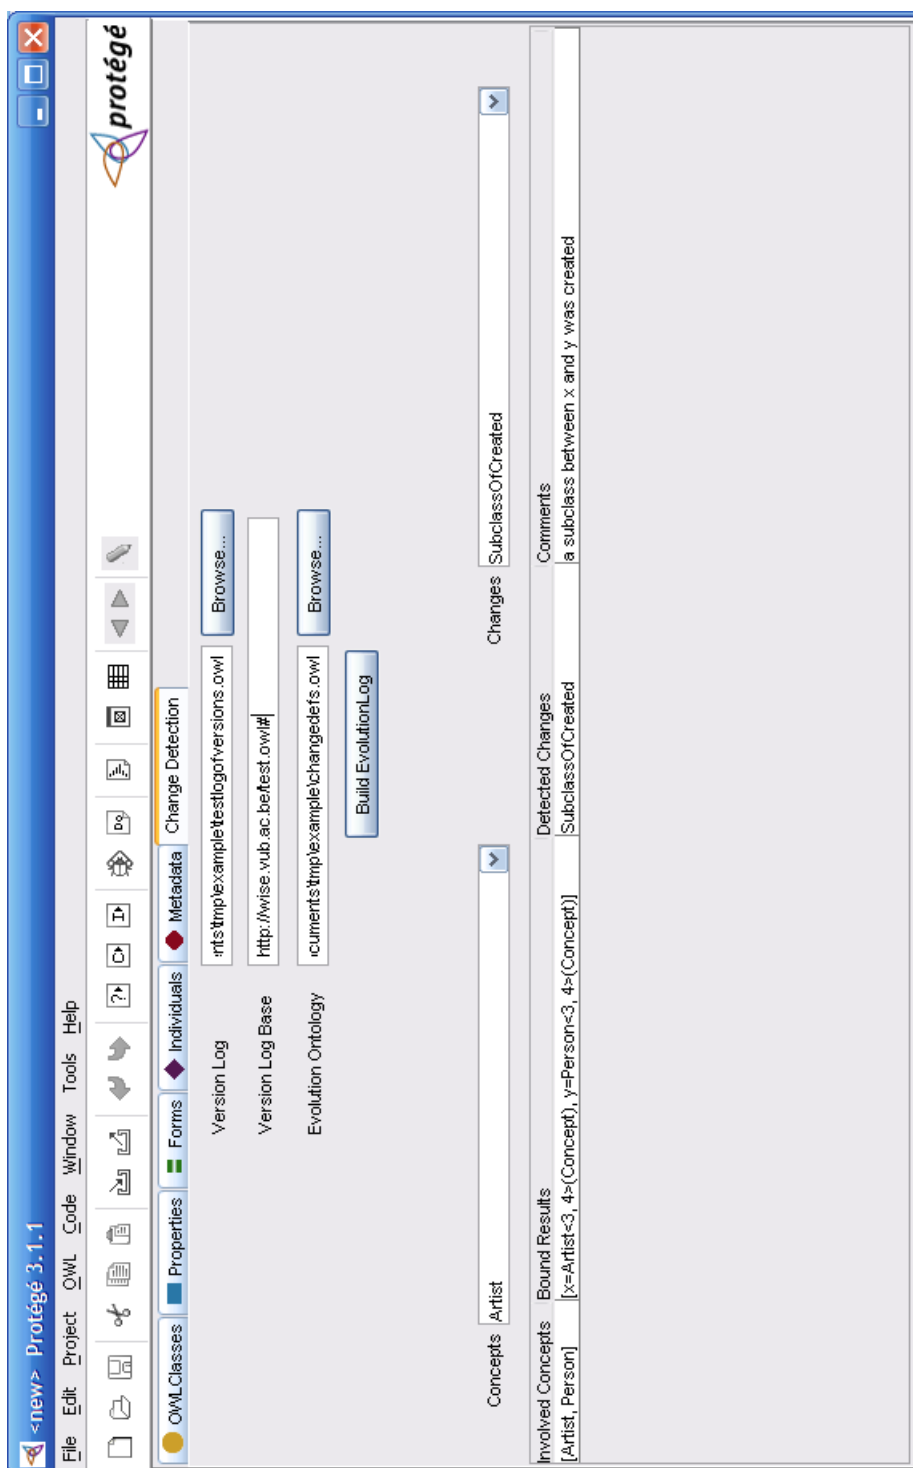 <new> Protégé 3.1.1
File Edit Project OWL Code Window Tools Help
protégé
OWLClasses Properties Forms Individuals Metadata Change Detection
Version Log nts\tmp\example\testlogofversions.owl Browse...
Version Log Base http://wise.vub.ac.be/test.owl#
Evolution Ontology cuments\tmp\example\changedefs.owl Browse...
Build EvolutionLog
Concepts Artist Changes SubclassOfCreated
Involved Concepts Bound Results Detected Changes Comments
[Artist, Person] [x=Artist<3, 4>(Concept), y=Person<3, 4>(Concept)] SubclassOfCreated a subclass between x and y was created